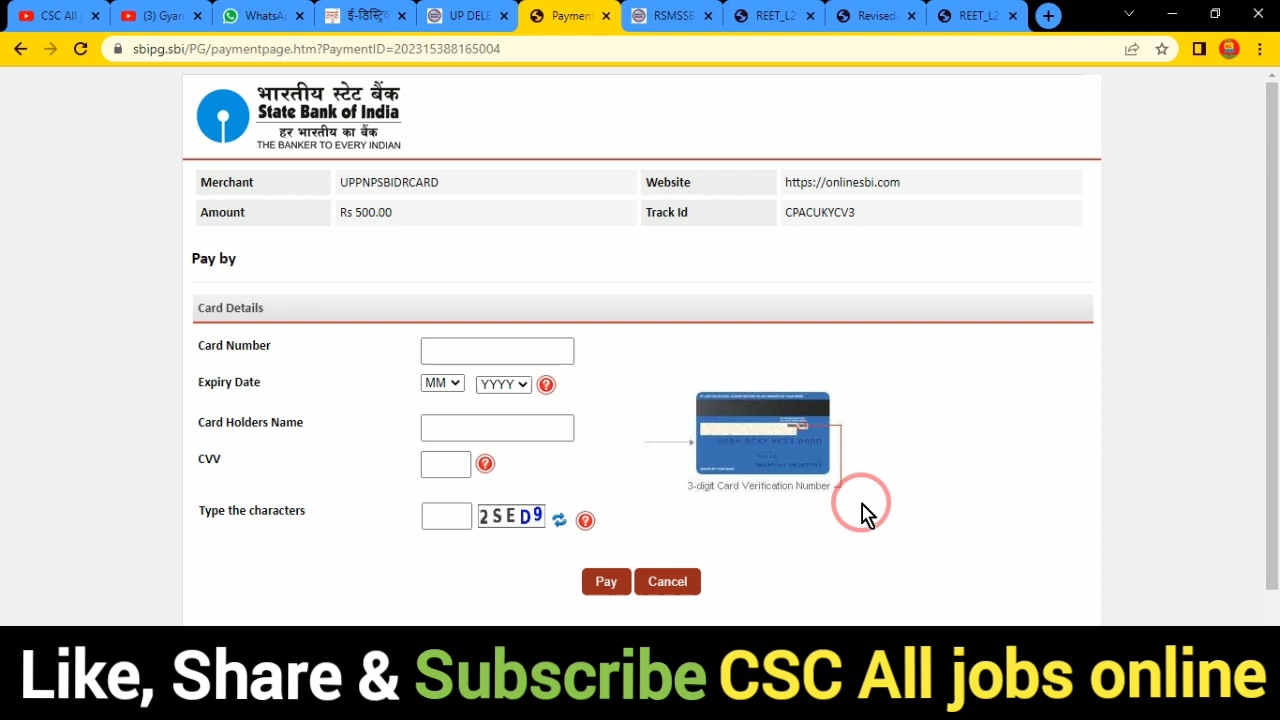 CSC All
(3) Gyan
WhatsA
ई-डिस्ट्रिक
UP DELE
Paymen
RSMSSB
REET_L2
Revised
REET_L2
sbipg.sbi/PG/paymentpage.htm?PaymentID=202315388165004
भारतीय स्टेट बैंक
State Bank of India
हर भारतीय का बैंक
THE BANKER TO EVERY INDIAN
Merchant UPPNPSBIDRCARD Website https://onlinesbi.com
Amount Rs 500.00 Track Id CPACUKYCV3
Pay by
Card Details
Card Number
Expiry Date MM YYYY
Card Holders Name
CVV
3-digit Card Verification Number
Type the characters 2SED9
Pay Cancel
Like, Share & Subscribe CSC All jobs online